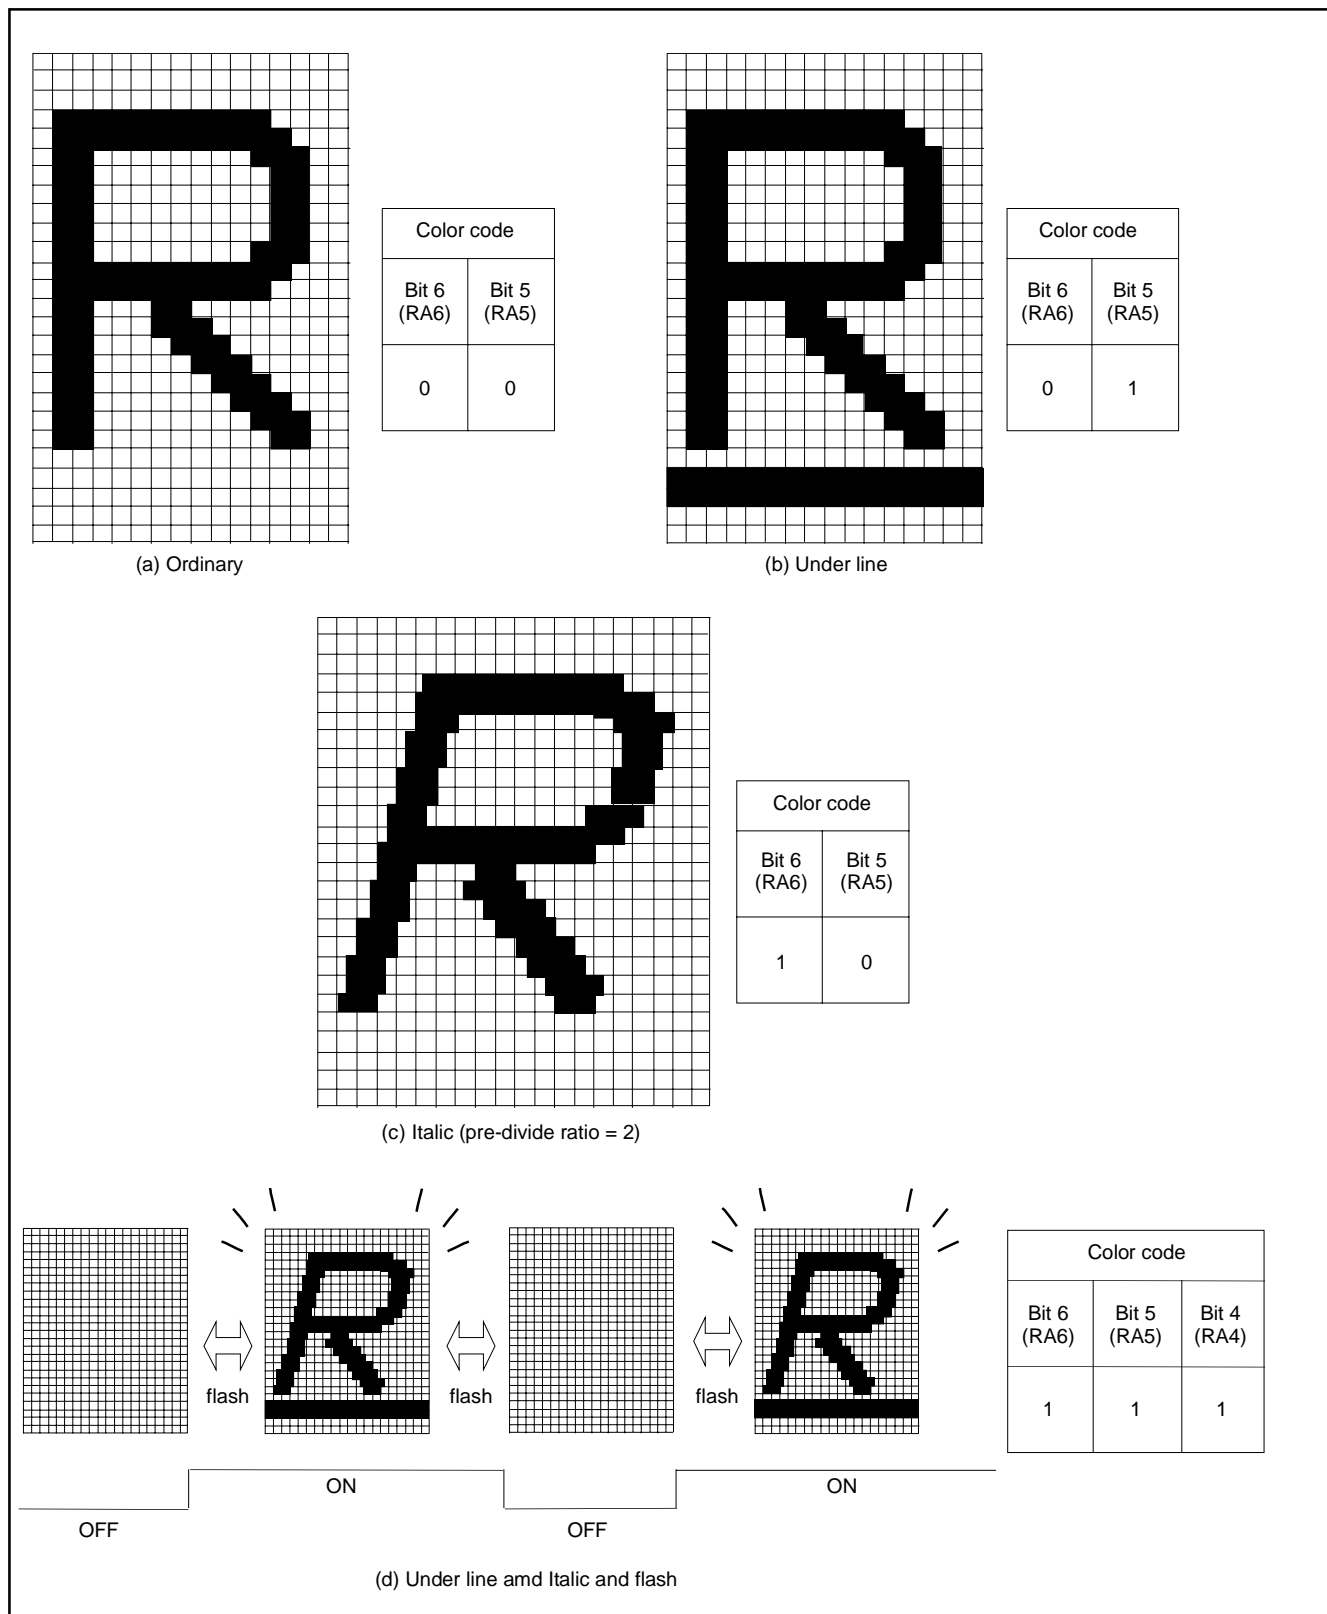 Color code
Bit 6 (RA6) Bit 5 (RA5)
0 0
(a) Ordinary
Color code
Bit 6 (RA6) Bit 5 (RA5)
0 1
(b) Under line
Color code
Bit 6 (RA6) Bit 5 (RA5)
1 0
(c) Italic (pre-divide ratio = 2)
flash flash flash
Color code
Bit 6 (RA6) Bit 5 (RA5) Bit 4 (RA4)
1 1 1
OFF ON OFF ON
(d) Under line amd Italic and flash